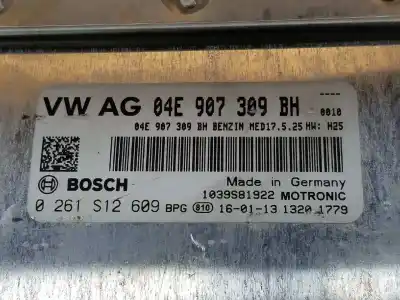 VW AG 04E 907 309 BH 0010
04E 907 309 BH BENZIN MED17.5.25 HW: H25
BOSCH
Made in Germany
1039S81922 MOTRONIC
0 261 S12 609 BPG 810 16-01-13 1320 1779